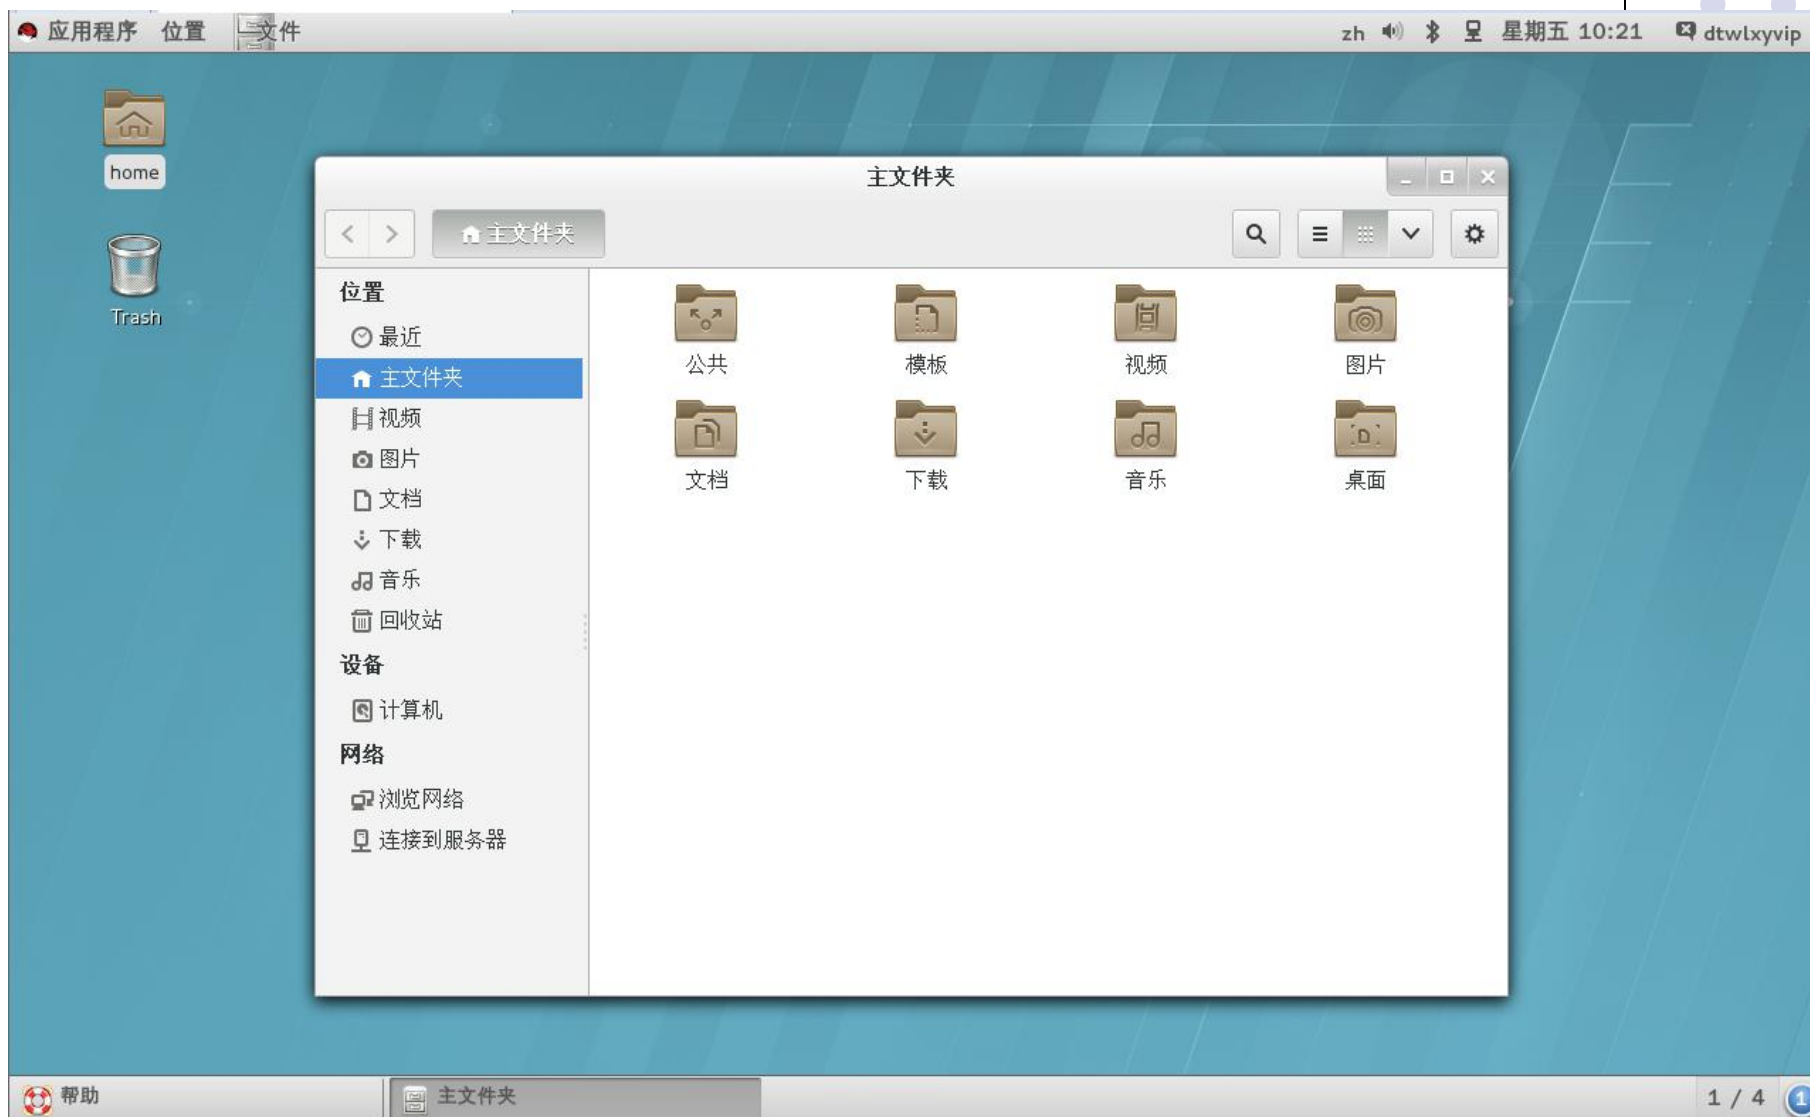 应用程序 位置 文件 zh 星期五 10:21 dtwlxyvip
home
Trash
主文件夹
主文件夹
位置
最近
主文件夹
视频
图片
文档
下载
音乐
回收站
设备
计算机
网络
浏览网络
连接到服务器
公共 模板 视频 图片
文档 下载 音乐 桌面
帮助 主文件夹 1 / 4 1